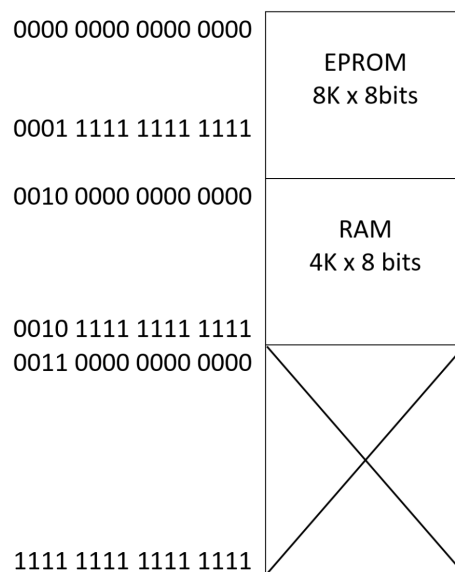 0000 0000 0000 0000
EPROM
8K x 8bits
0001 1111 1111 1111
0010 0000 0000 0000
RAM
4K x 8 bits
0010 1111 1111 1111
0011 0000 0000 0000
1111 1111 1111 1111